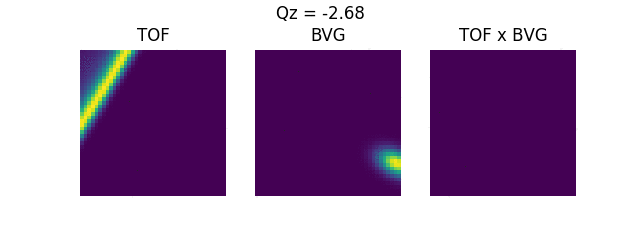 Qz = -2.68
TOF
BVG
TOF x BVG